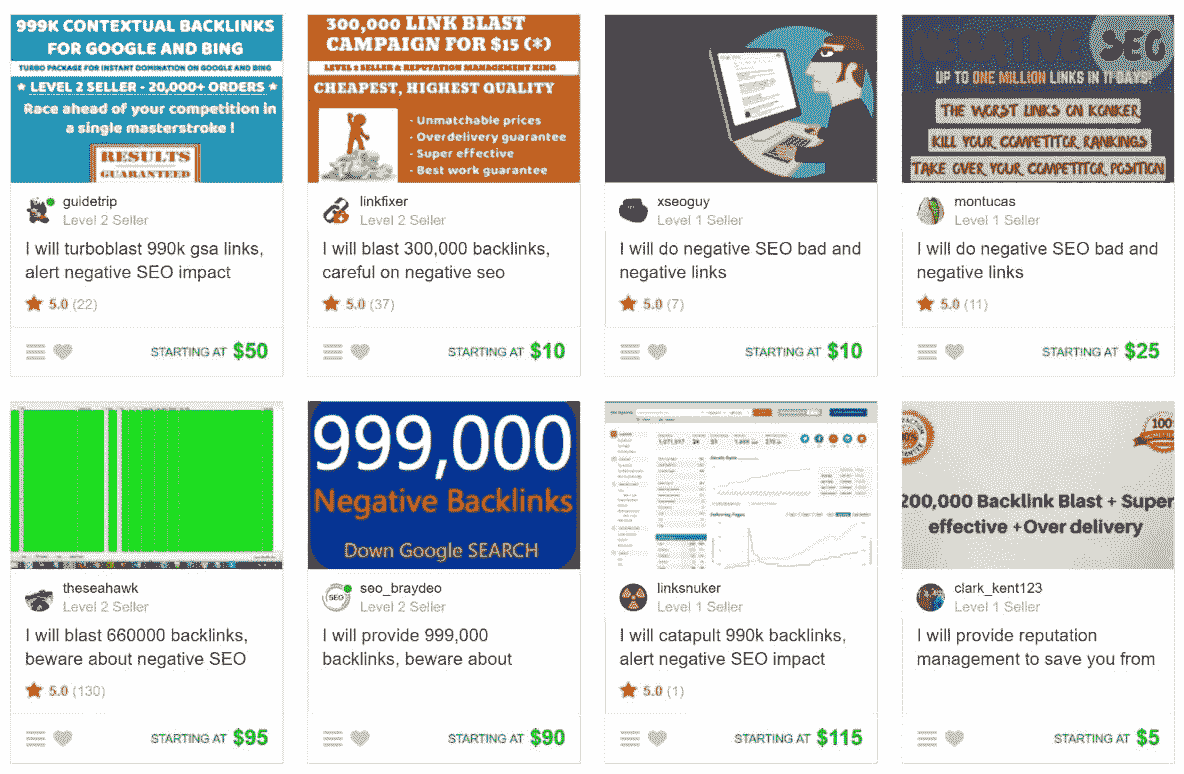 999K CONTEXTUAL BACKLINKS
FOR GOOGLE AND BING
TURBO PACKAGE FOR INSTANT DOMINATION ON GOOGLE AND BING
★ LEVEL 2 SELLER - 20,000+ ORDERS ★
Race ahead of your competition in
a single masterstroke !
RESULTS
GUARANTEED
guidetrip
Level 2 Seller
I will turboblast 990k gsa links,
alert negative SEO impact
5.0 (22)
STARTING AT $50
300,000 LINK BLAST
CAMPAIGN FOR $15 (*)
LEVEL 2 SELLER & REPUTATION MANAGEMENT KING
CHEAPEST, HIGHEST QUALITY
- Unmatchable prices
- Overdelivery guarantee
- Super effective
- Best work guarantee
linkfixer
Level 2 Seller
I will blast 300,000 backlinks,
careful on negative seo
5.0 (37)
STARTING AT $10
xseoguy
Level 1 Seller
I will do negative SEO bad and
negative links
5.0 (7)
STARTING AT $10
NEGATIVE SEO
UP TO ONE MILLION LINKS IN 11 DAYS!
THE WORST LINKS ON KONKER
KILL YOUR COMPETITOR RANKINGS
TAKE OVER YOUR COMPETITOR POSITION
montucas
Level 1 Seller
I will do negative SEO bad and
negative links
5.0 (11)
STARTING AT $25
theseahawk
Level 2 Seller
I will blast 660000 backlinks,
beware about negative SEO
5.0 (130)
STARTING AT $95
999,000
Negative Backlinks
Down Google SEARCH
SEO
seo_braydeo
Level 2 Seller
I will provide 999,000
backlinks, beware about
STARTING AT $90
linksnuker
Level 1 Seller
I will catapult 990k backlinks,
alert negative SEO impact
5.0 (1)
STARTING AT $115
100
200,000 Backlink Blast + Su
effective +Over delivery
clark_kent123
Level 1 Seller
I will provide reputation
management to save you from
STARTING AT $5